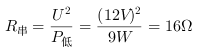 R串 = U²/P低 = (12V)²/9W = 16Ω